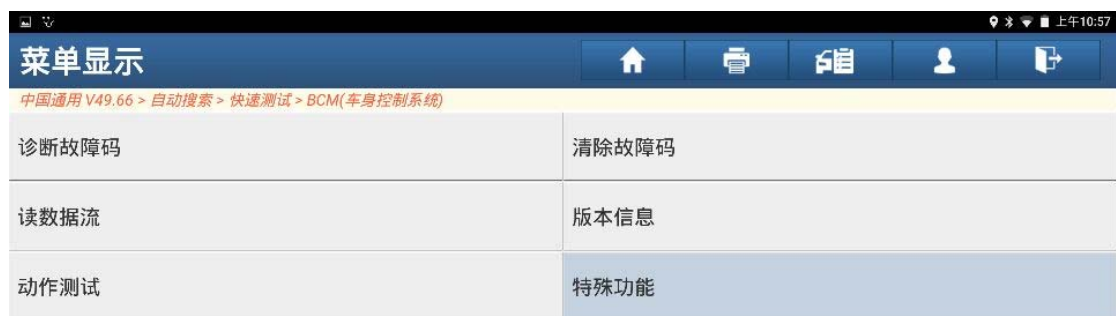 上午10:57
菜单显示
中国通用 V49.66 > 自动搜索 > 快速测试 > BCM(车身控制系统)
诊断故障码 清除故障码
读数据流 版本信息
动作测试 特殊功能